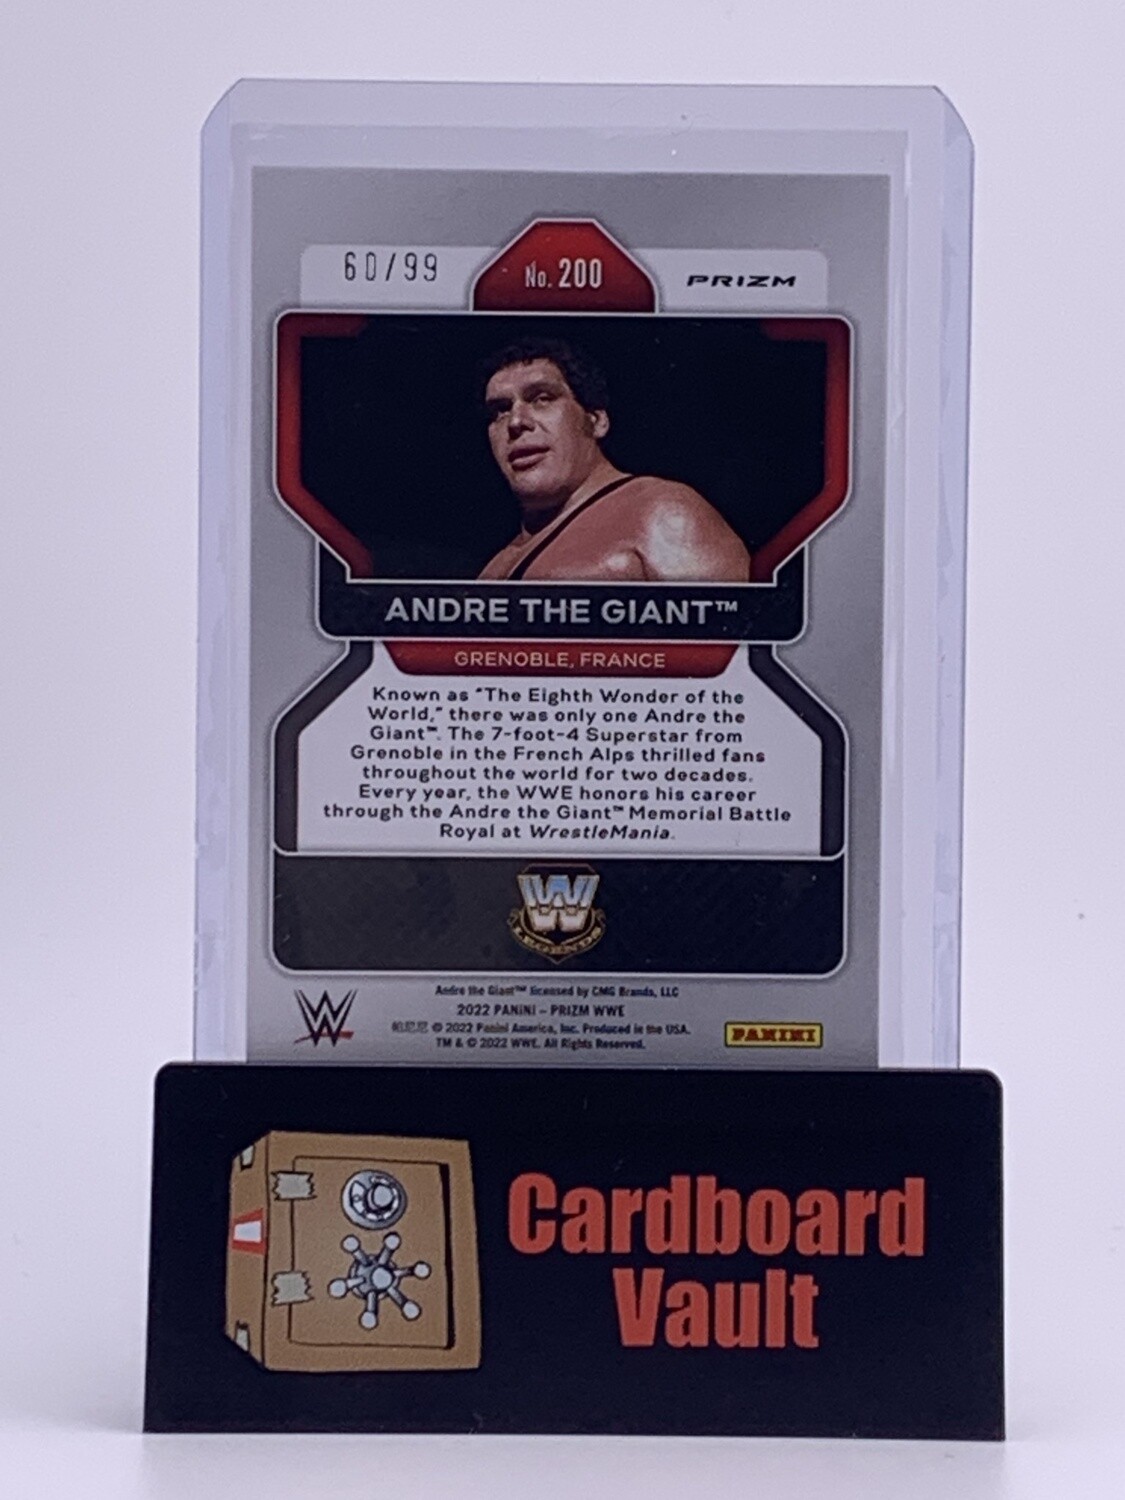 60/99
No. 200
PRIZM
ANDRE THE GIANT™
GRENOBLE, FRANCE
Known as "The Eighth Wonder of the
World," there was only one Andre the
Giant™. The 7-foot-4 Superstar from
Grenoble in the French Alps thrilled fans
throughout the world for two decades.
Every year, the WWE honors his career
through the Andre the Giant™ Memorial Battle
Royal at WrestleMania.
LEGENDS
Andre the Giant™ licensed by CMG Brands, LLC
2022 PANINI – PRIZM WWE
© 2022 Panini America, Inc. Produced in the USA.
TM & © 2022 WWE. All Rights Reserved.
PANINI
Cardboard
Vault